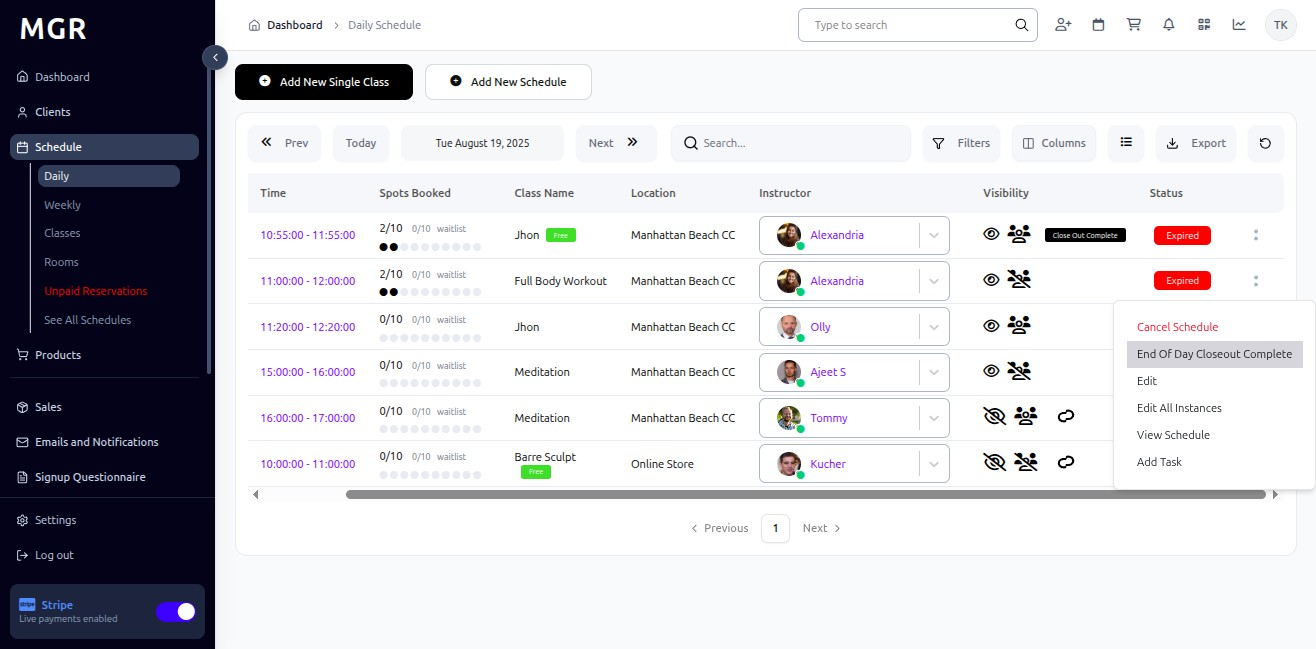 MGR
Dashboard
Clients
Schedule
Daily
Weekly
Classes
Rooms
Unpaid Reservations
See All Schedules
Products
Sales
Emails and Notifications
Signup Questionnaire
Settings
Log out
stripe Stripe
Live payments enabled
Dashboard > Daily Schedule
Type to search
TK
Add New Single Class
Add New Schedule
Prev
Today
Tue August 19, 2025
Next
Search...
Filters
Columns
Export
Time Spots Booked Class Name Location Instructor Visibility Status
10:55:00 - 11:55:00 2/10 0/10 waitlist Jhon Free Manhattan Beach CC Alexandria Close Out Complete Expired
11:00:00 - 12:00:00 2/10 0/10 waitlist Full Body Workout Manhattan Beach CC Alexandria Expired
11:20:00 - 12:20:00 0/10 0/10 waitlist Jhon Manhattan Beach CC Olly
15:00:00 - 16:00:00 0/10 0/10 waitlist Meditation Manhattan Beach CC Ajeet S
16:00:00 - 17:00:00 0/10 0/10 waitlist Meditation Manhattan Beach CC Tommy
10:00:00 - 11:00:00 0/10 0/10 waitlist Barre Sculpt Free Online Store Kucher
Cancel Schedule
End Of Day Closeout Complete
Edit
Edit All Instances
View Schedule
Add Task
< Previous 1 Next >